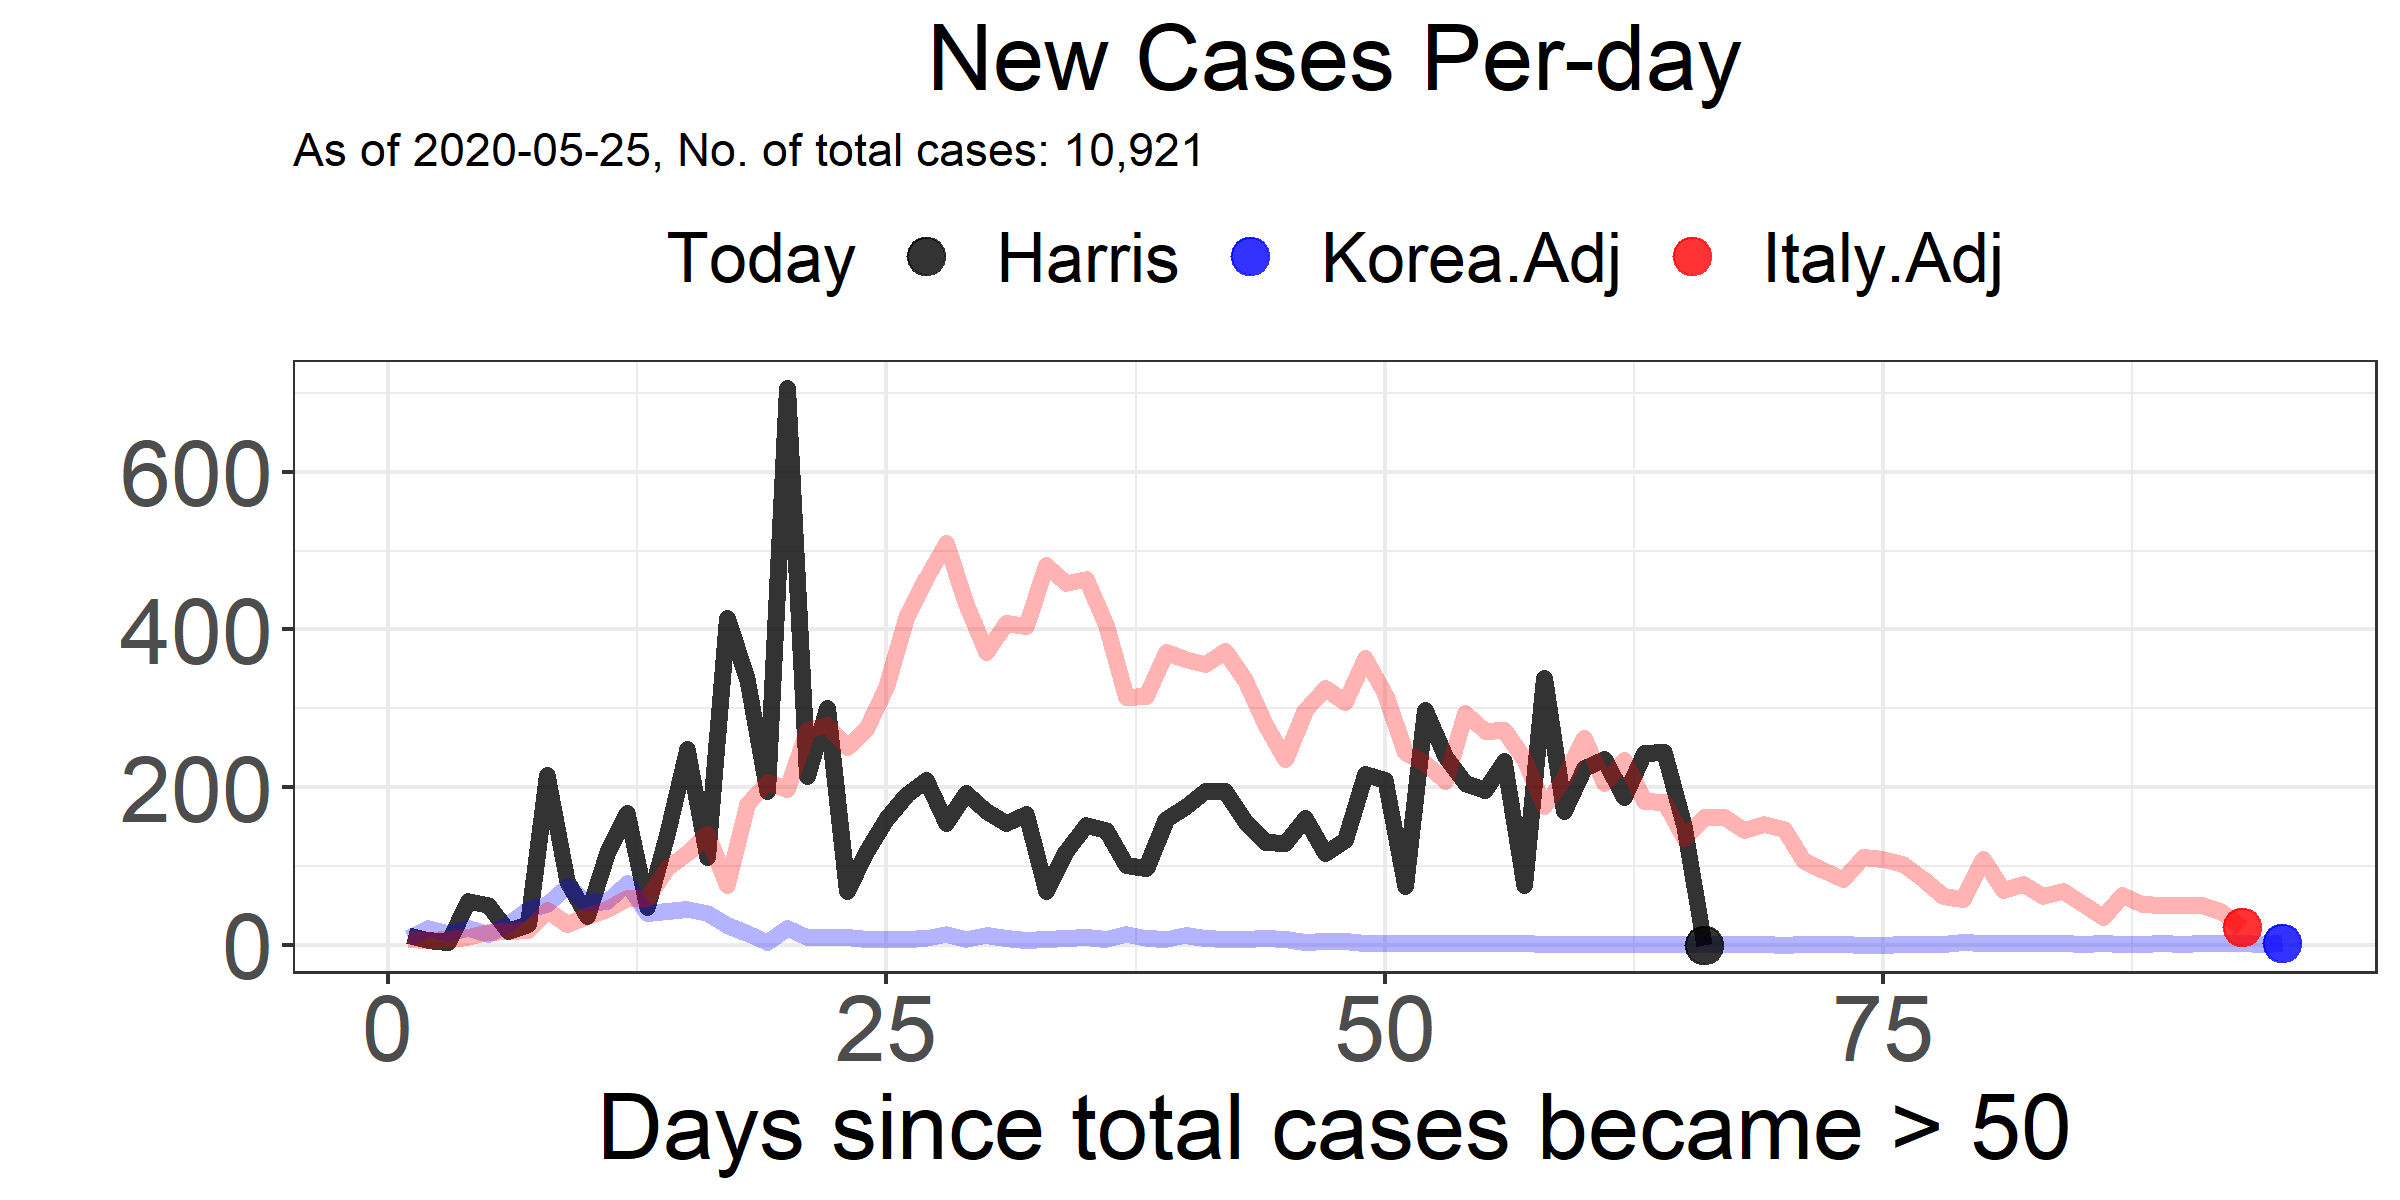 New Cases Per-day
As of 2020-05-25, No. of total cases: 10,921
Today Harris Korea.Adj Italy.Adj
600
400
200
0
0 25 50 75
Days since total cases became > 50